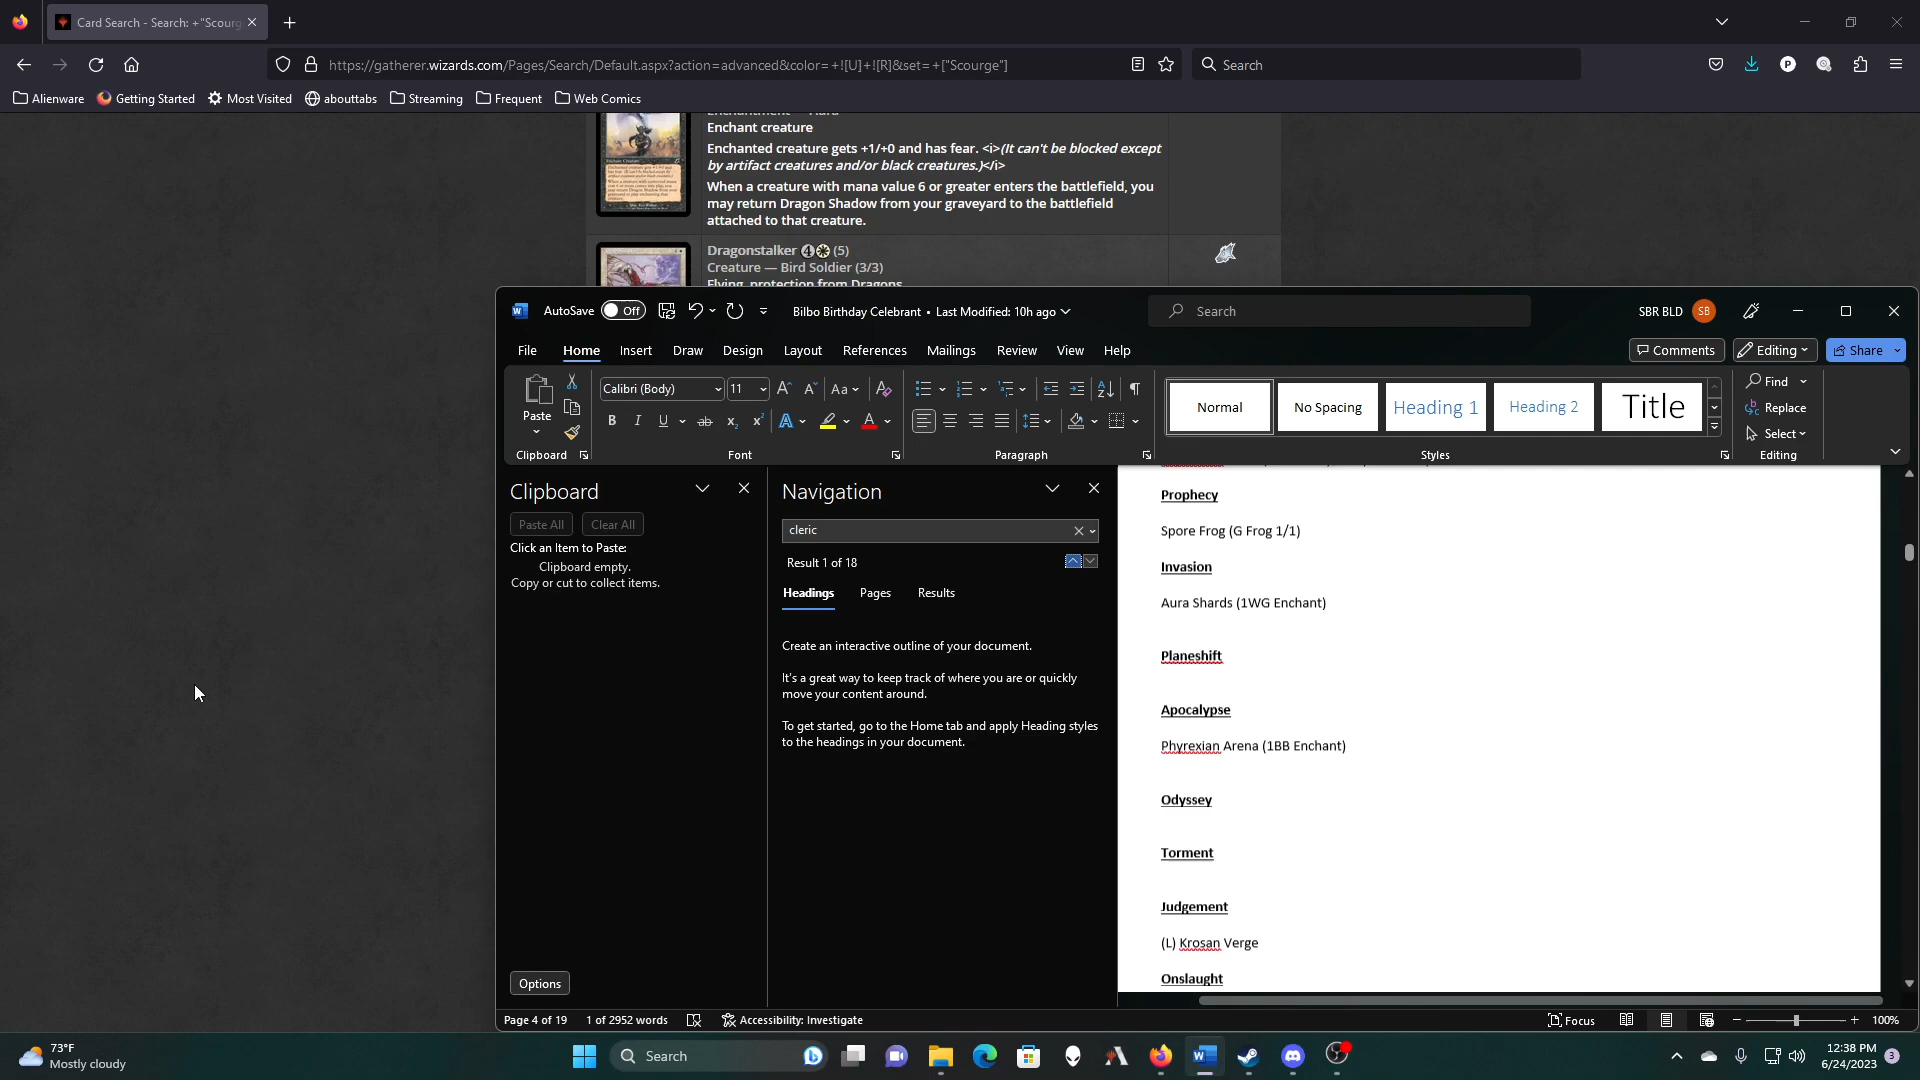 Card Search - Search: +"Scourg
https://gatherer.wizards.com/Pages/Search/Default.aspx?action=advanced&color=+![U]+![R]&set=+["Scourge"]
Search
Alienware
Getting Started
Most Visited
abouttabs
Streaming
Frequent
Web Comics
Enchant creature
Enchanted creature gets +1/+0 and has fear. <i>(It can't be blocked except
by artifact creatures and/or black creatures.)</i>
When a creature with mana value 6 or greater enters the battlefield, you
may return Dragon Shadow from your graveyard to the battlefield
attached to that creature.
Dragonstalker 4 (5)
Creature — Bird Soldier (3/3)
Flying, protection from Dragons
AutoSave Off
Bilbo Birthday Celebrant • Last Modified: 10h ago
Search
SBR BLD SB
File Home Insert Draw Design Layout References Mailings Review View Help
Comments Editing Share
Paste
Clipboard
Calibri (Body) 11
Font
Paragraph
Normal No Spacing Heading 1 Heading 2 Title
Styles
Find
Replace
Select
Editing
Clipboard
Paste All Clear All
Click an Item to Paste:
Clipboard empty.
Copy or cut to collect items.
Options
Navigation
cleric
Result 1 of 18
Headings Pages Results
Create an interactive outline of your document.
It's a great way to keep track of where you are or quickly
move your content around.
To get started, go to the Home tab and apply Heading styles
to the headings in your document.
Prophecy
Spore Frog (G Frog 1/1)
Invasion
Aura Shards (1WG Enchant)
Planeshift
Apocalypse
Phyrexian Arena (1BB Enchant)
Odyssey
Torment
Judgement
(L) Krosan Verge
Onslaught
Page 4 of 19 1 of 2952 words Accessibility: Investigate
Focus
100%
73°F
Mostly cloudy
Search
12:38 PM
6/24/2023
3